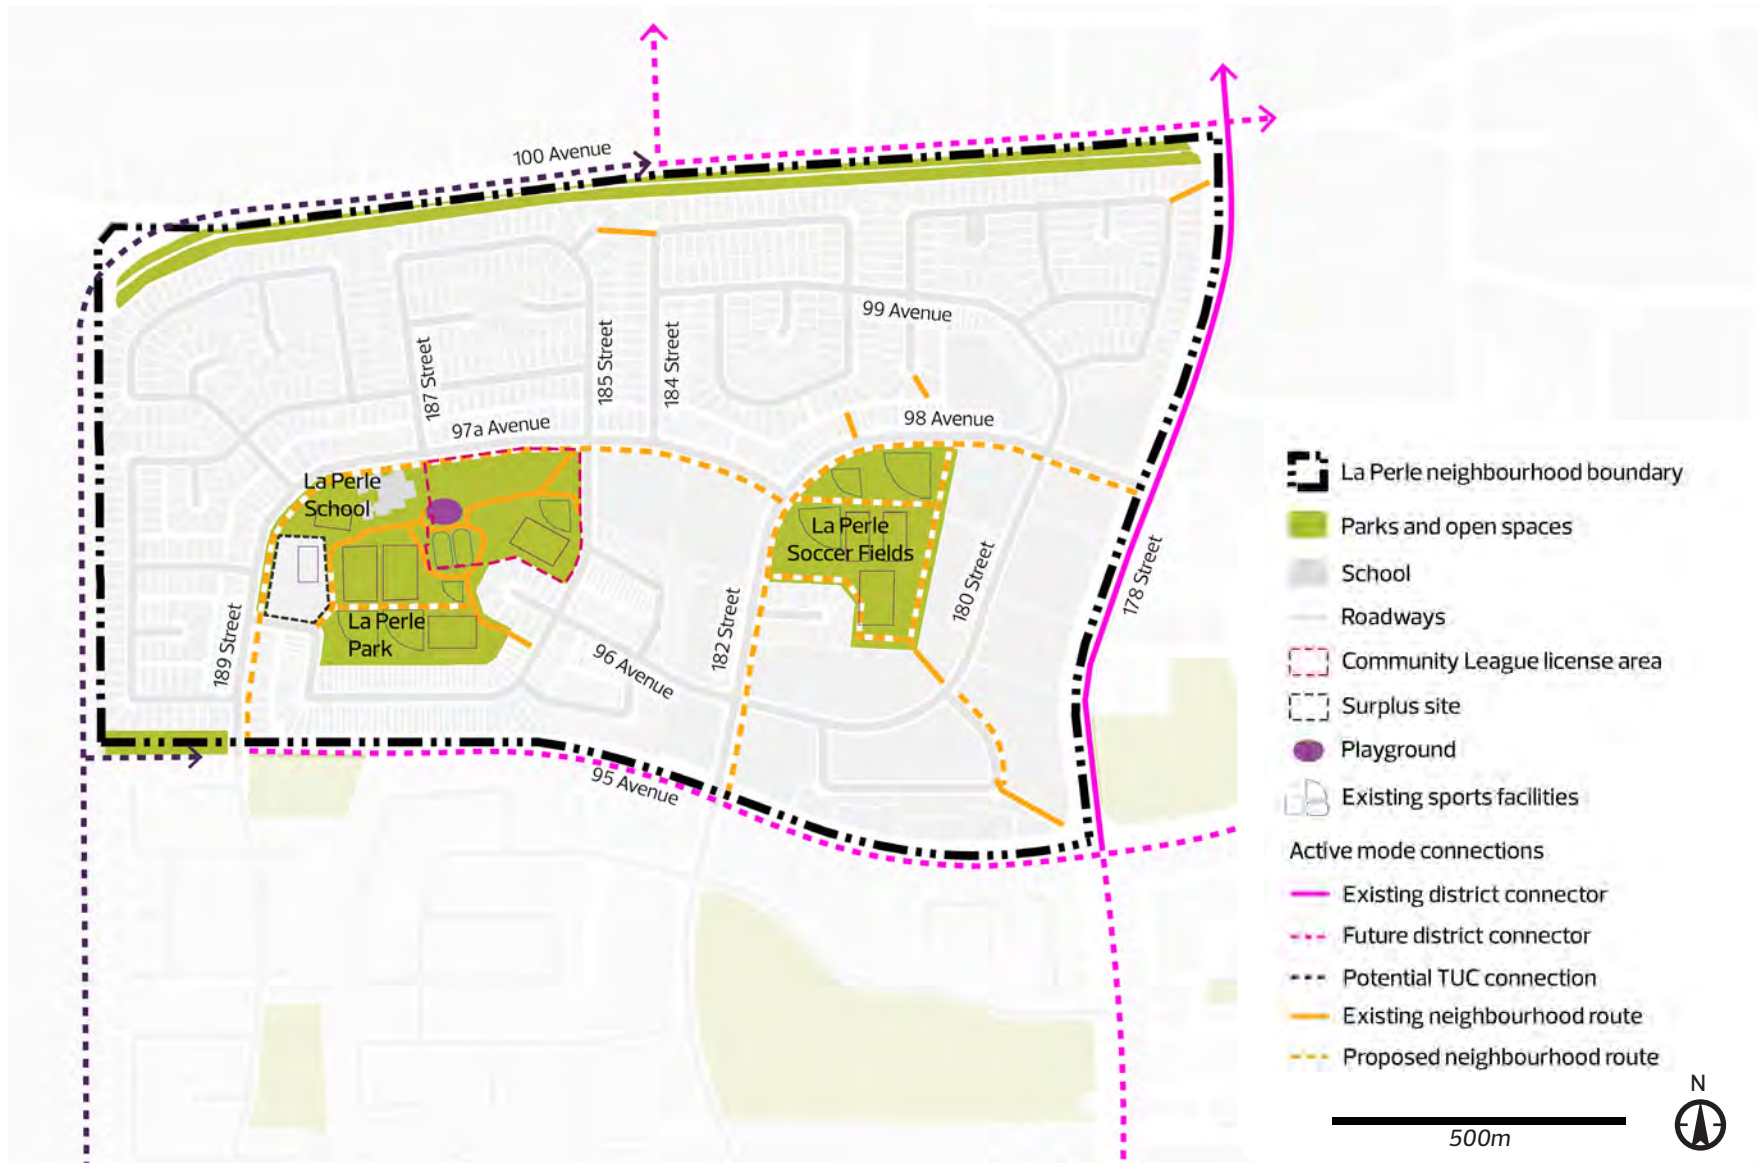 100 Avenue
99 Avenue
187 Street
185 Street
184 Street
97a Avenue
98 Avenue
La Perle
School
La Perle
Soccer Fields
180 Street
178 Street
La Perle
Park
189 Street
182 Street
96 Avenue
95 Avenue
La Perle neighbourhood boundary
Parks and open spaces
School
Roadways
Community League license area
Surplus site
Playground
Existing sports facilities
Active mode connections
Existing district connector
Future district connector
Potential TUC connection
Existing neighbourhood route
Proposed neighbourhood route
N
500m